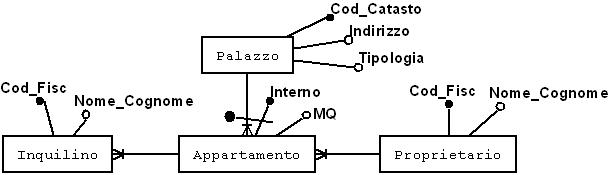 Cod_Catasto
Indirizzo
Palazzo
Tipologia
Cod_Fisc
Nome_Cognome
Interno
MQ
Cod_Fisc
Nome_Cognome
Inquilino
Appartamento
Proprietario